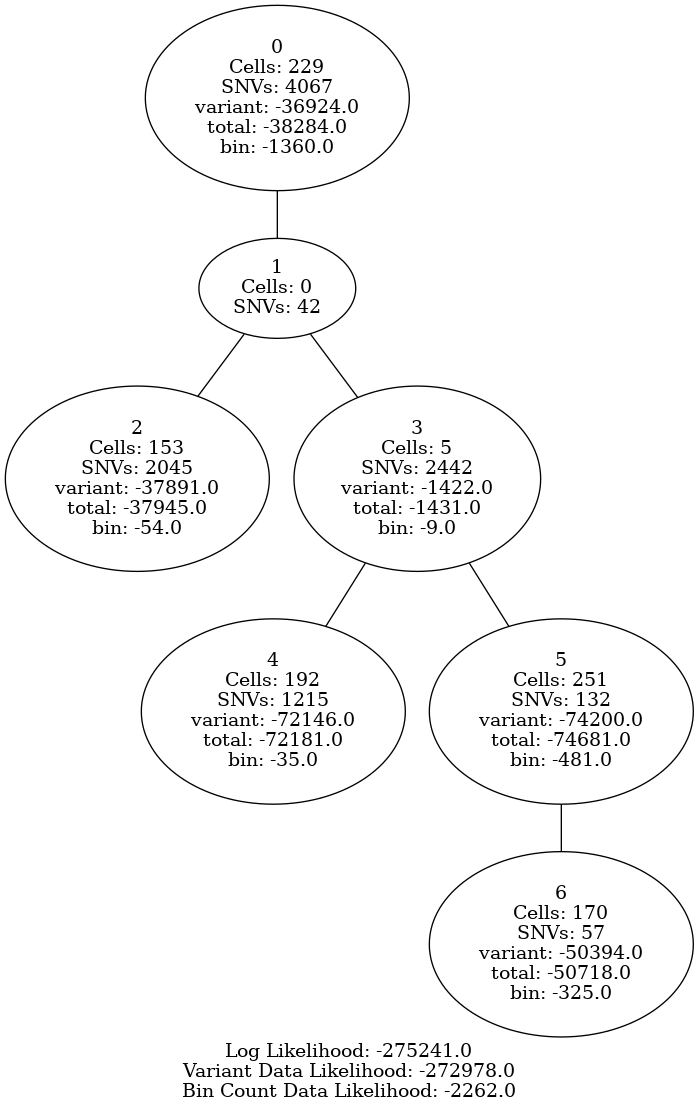 0
Cells: 229
SNVs: 4067
variant: -36924.0
total: -38284.0
bin: -1360.0
1
Cells: 0
SNVs: 42
2
Cells: 153
SNVs: 2045
variant: -37891.0
total: -37945.0
bin: -54.0
3
Cells: 5
SNVs: 2442
variant: -1422.0
total: -1431.0
bin: -9.0
4
Cells: 192
SNVs: 1215
variant: -72146.0
total: -72181.0
bin: -35.0
5
Cells: 251
SNVs: 132
variant: -74200.0
total: -74681.0
bin: -481.0
6
Cells: 170
SNVs: 57
variant: -50394.0
total: -50718.0
bin: -325.0
Log Likelihood: -275241.0
Variant Data Likelihood: -272978.0
Bin Count Data Likelihood: -2262.0